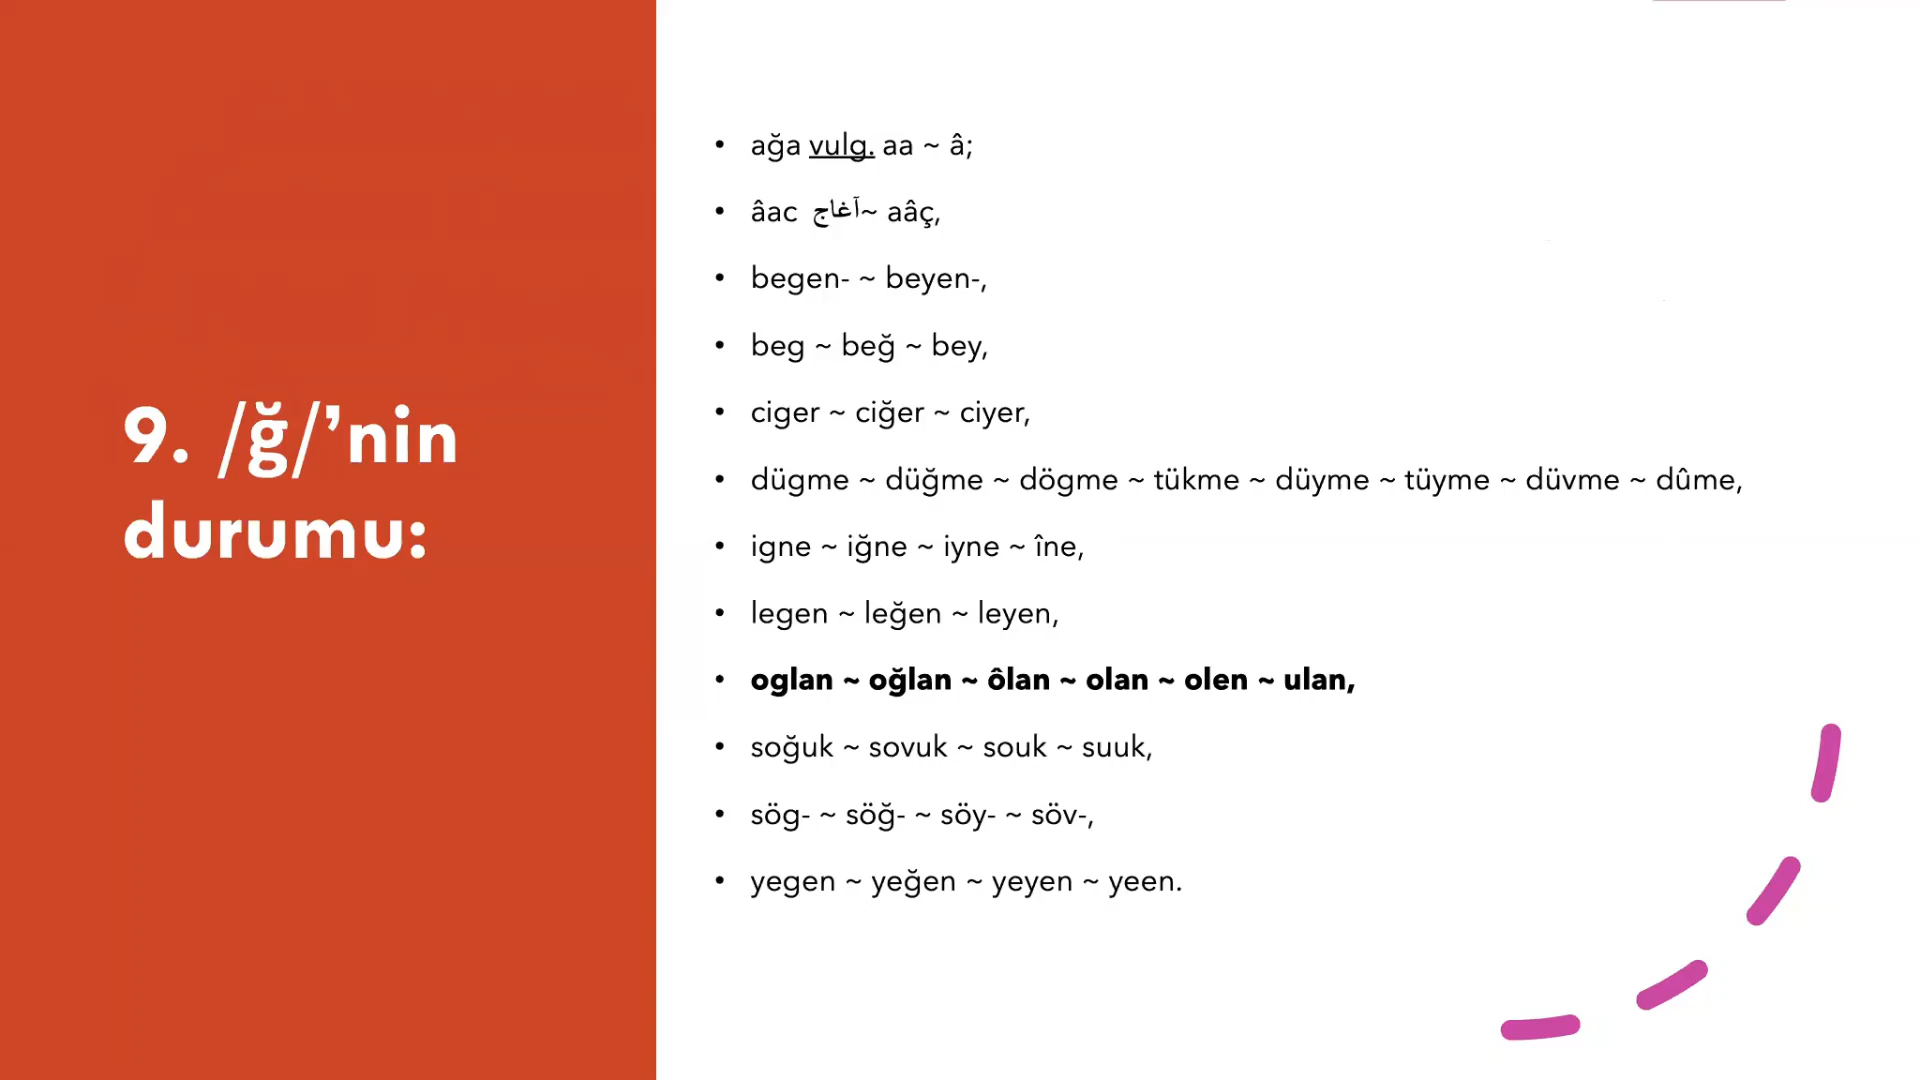 9. /ğ/’nin
durumu:
• ağa vulg. aa ~ â;
• âac آغاج~ aâç,
• begen- ~ beyen-,
• beg ~ beğ ~ bey,
• ciger ~ ciğer ~ ciyer,
• dügme ~ düğme ~ dögme ~ tükme ~ düyme ~ tüyme ~ düvme ~ dûme,
• igne ~ iğne ~ iyne ~ îne,
• legen ~ leğen ~ leyen,
• oglan ~ oğlan ~ ôlan ~ olan ~ olen ~ ulan,
• soğuk ~ sovuk ~ souk ~ suuk,
• sög- ~ söğ- ~ söy- ~ söv-,
• yegen ~ yeğen ~ yeyen ~ yeen.